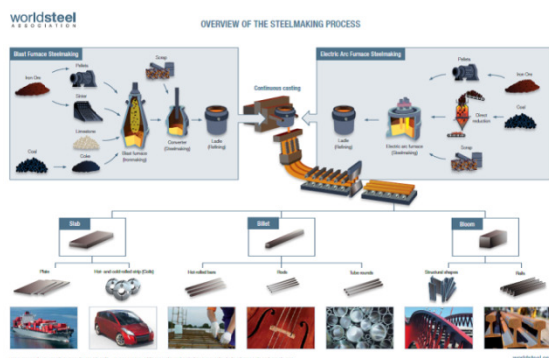 worldsteel
ASSOCIATION
OVERVIEW OF THE STEELMAKING PROCESS
Blast Furnace Steelmaking
Electric Arc Furnace Steelmaking
Iron Ore
Pellets
Sinter
Limestone
Coal
Coke
Blast furnace
(Ironmaking)
Scrap
Converter
(Steelmaking)
Ladle
(Refining)
Continuous casting
Ladle
(Refining)
Electric arc furnace
(Steelmaking)
Pellets
Iron Ore
Direct
reduction
Coal
Scrap
Slab
Billet
Bloom
Plate
Hot- and cold-rolled strip (Coils)
Hot-rolled bars
Rods
Tube rounds
Structural shapes
Rails